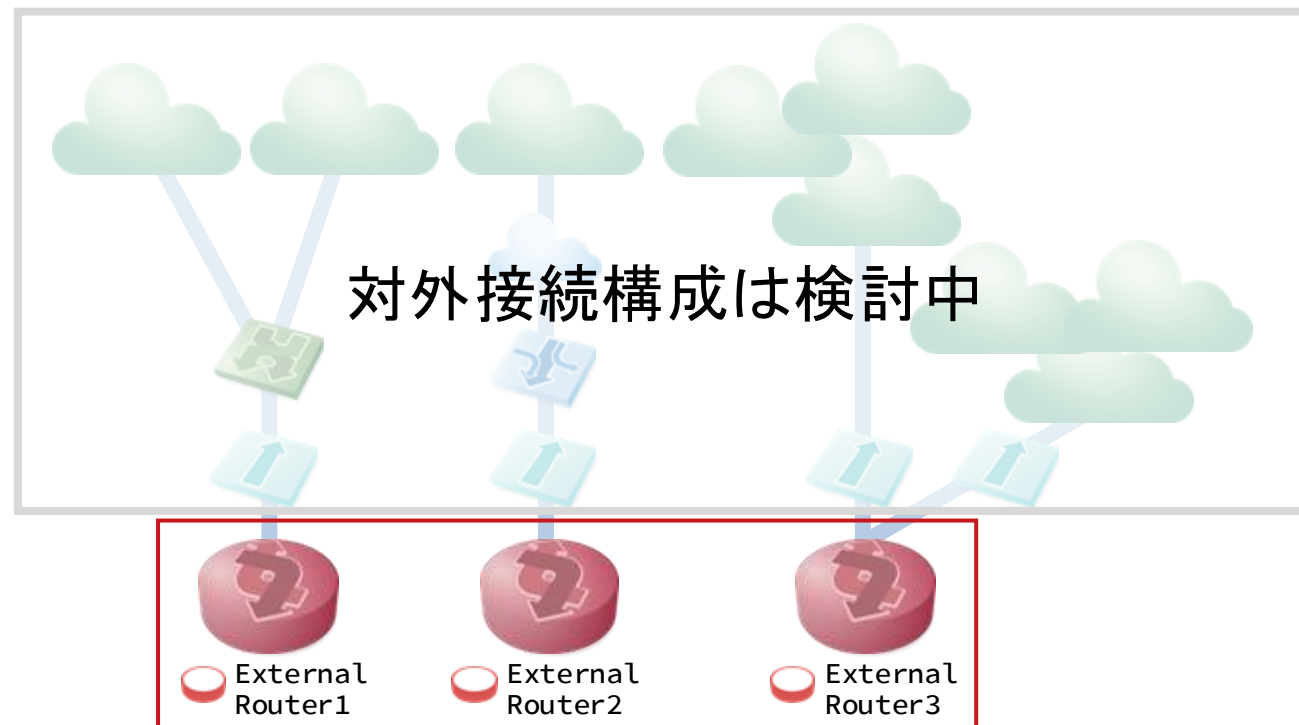 対外接続構成は検討中
External
Router1
External
Router2
External
Router3